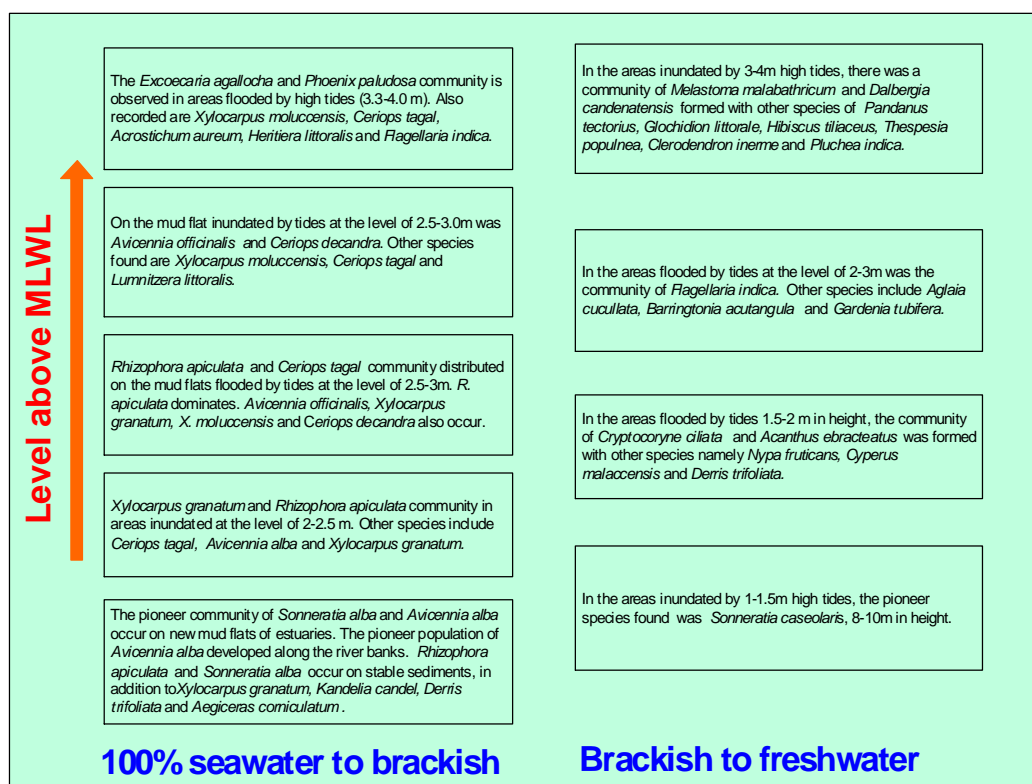 Level above MLWL
The Excoecaria agallocha and Phoenix paludosa community is
observed in areas flooded by high tides (3.3-4.0 m). Also
recorded are Xylocarpus moluccensis, Ceriops tagal,
Acrostichum aureum, Heritiera littoralis and Flagellaria indica.
On the mud flat inundated by tides at the level of 2.5-3.0m was
Avicennia officinalis and Ceriops decandra. Other species
found are Xylocarpus moluccensis, Ceriops tagal and
Lumnitzera littoralis.
Rhizophora apiculata and Ceriops tagal community distributed
on the mud flats flooded by tides at the level of 2.5-3m. R.
apiculata dominates. Avicennia officinalis, Xylocarpus
granatum, X. moluccensis and Ceriops decandra also occur.
Xylocarpus granatum and Rhizophora apiculata community in
areas inundated at the level of 2-2.5 m. Other species include
Ceriops tagal, Avicennia alba and Xylocarpus granatum.
The pioneer community of Sonneratia alba and Avicennia alba
occur on new mud flats of estuaries. The pioneer population of
Avicennia alba developed along the river banks. Rhizophora
apiculata and Sonneratia alba occur on stable sediments, in
addition to Xylocarpus granatum, Kandelia candel, Derris
trifoliata and Aegiceras corniculatum .
100% seawater to brackish
In the areas inundated by 3-4m high tides, there was a
community of Melastoma malabathricum and Dalbergia
candenatensis formed with other species of Pandanus
tectorius, Glochidion littorale, Hibiscus tiliaceus, Thespesia
populnea, Clerodendron inerme and Pluchea indica.
In the areas flooded by tides at the level of 2-3m was the
community of Flagellaria indica. Other species include Aglaia
cucullata, Barringtonia acutangula and Gardenia tubifera.
In the areas flooded by tides 1.5-2 m in height, the community
of Cryptocoryne ciliata and Acanthus ebracteatus was formed
with other species namely Nypa fruticans, Cyperus
malaccensis and Derris trifoliata.
In the areas inundated by 1-1.5m high tides, the pioneer
species found was Sonneratia caseolaris, 8-10m in height.
Brackish to freshwater